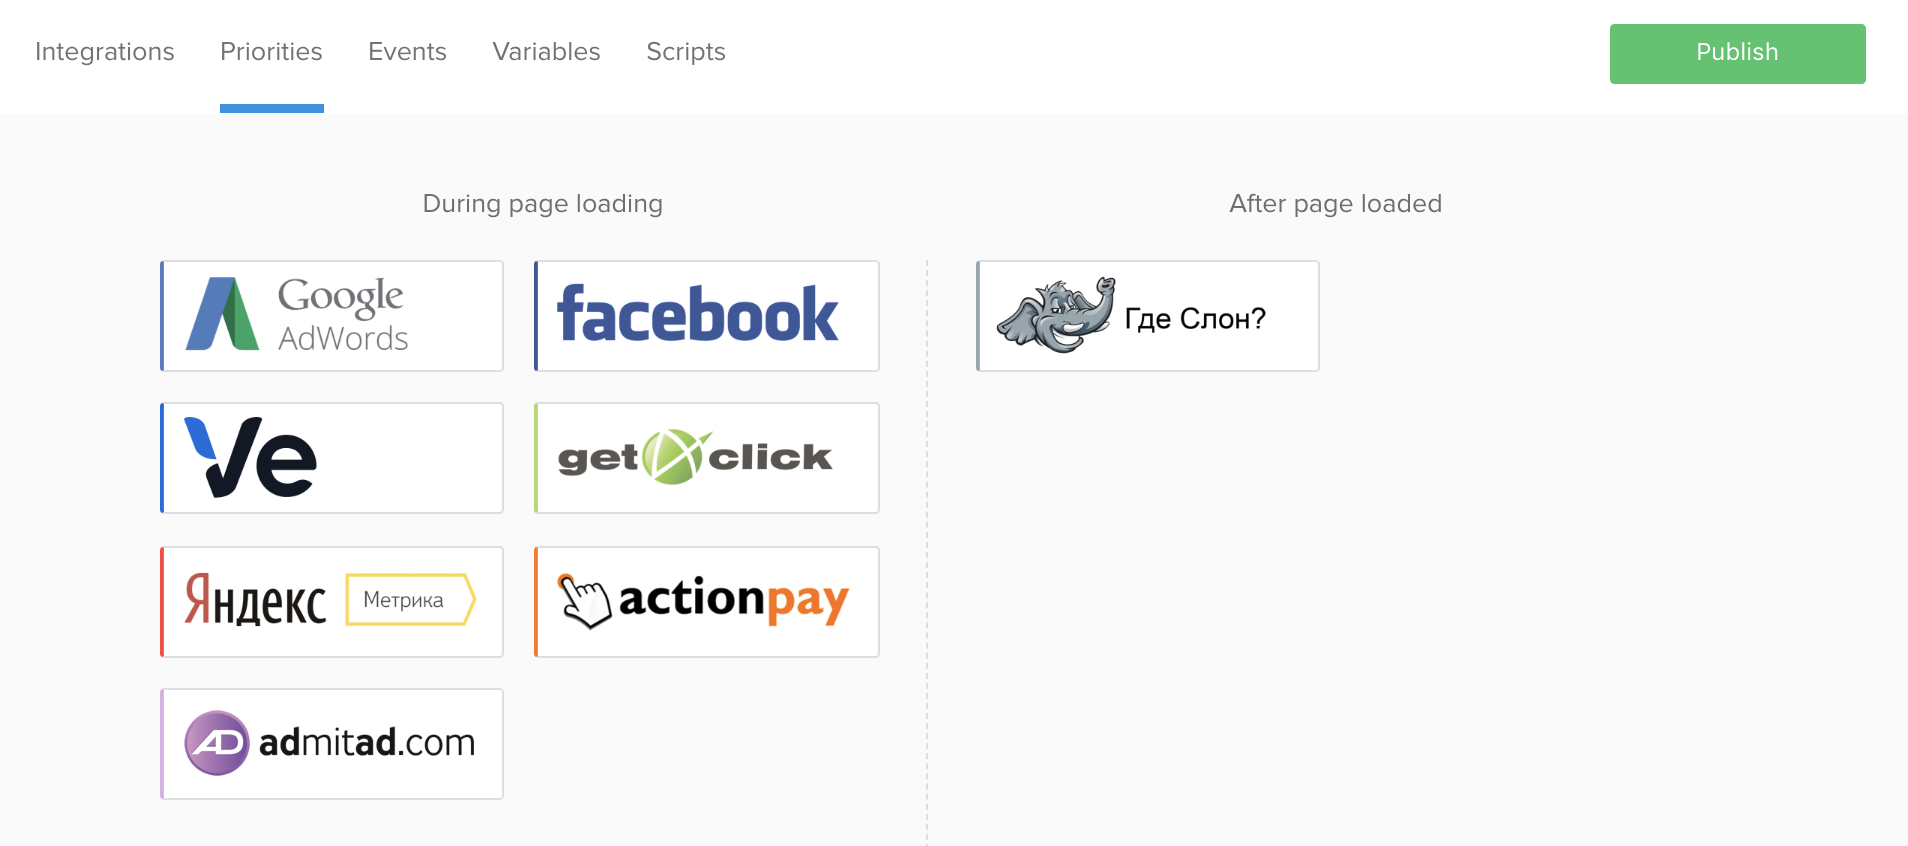 Integrations Priorities Events Variables Scripts Publish
During page loading
After page loaded
Google
AdWords
facebook
Где Слон?
Ve
get click
Яндекс Метрика
actionpay
AD admitad.com